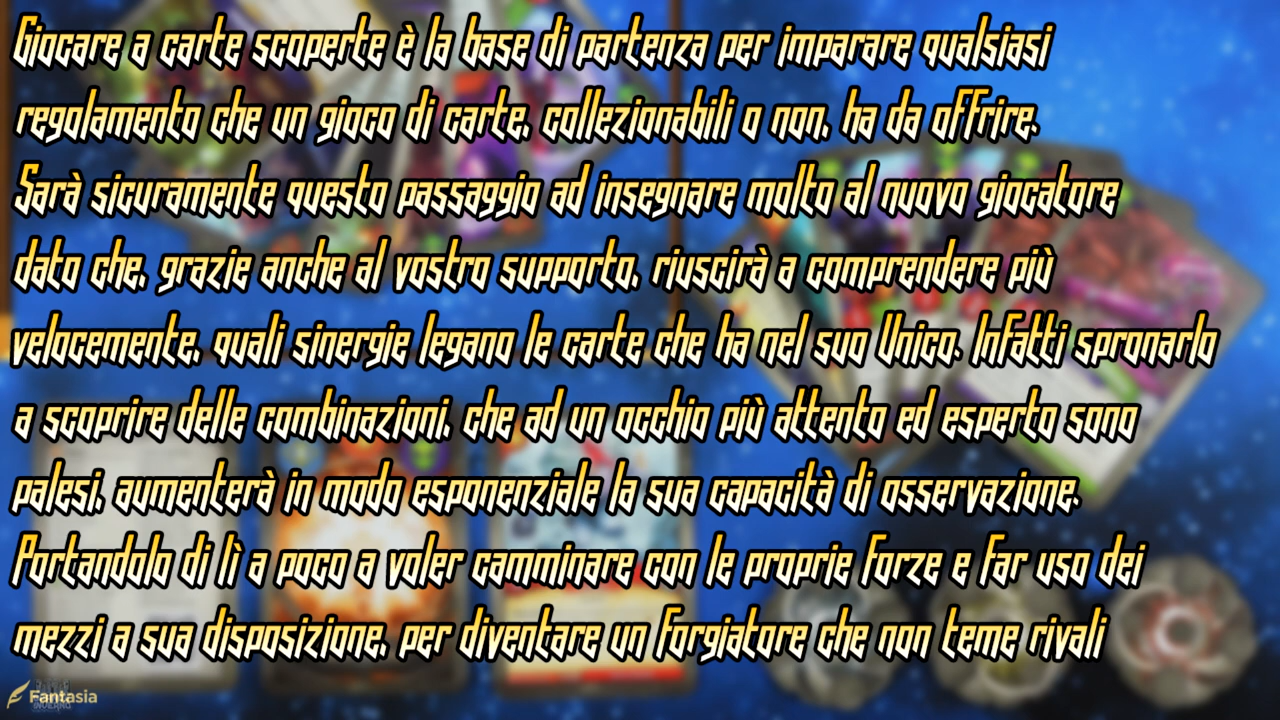 Giocare a carte scoperte è la base di partenza per imparare qualsiasi
regolamento che un gioco di carte, collezionabili o non, ha da offrire.
Sarà sicuramente questo passaggio ad insegnare molto al nuovo giocatore
dato che, grazie anche al vostro supporto, riuscirà a comprendere più
velocemente, quali sinergie legano le carte che ha nel suo Unico. Infatti spronarlo
a scoprire delle combinazioni, che ad un occhio più attento ed esperto sono
palesi, aumenterà in modo esponenziale la sua capacità di osservazione.
Portandolo di lì a poco a voler camminare con le proprie forze e far uso dei
mezzi a sua disposizione, per diventare un forgiatore che non teme rivali
Fantasia